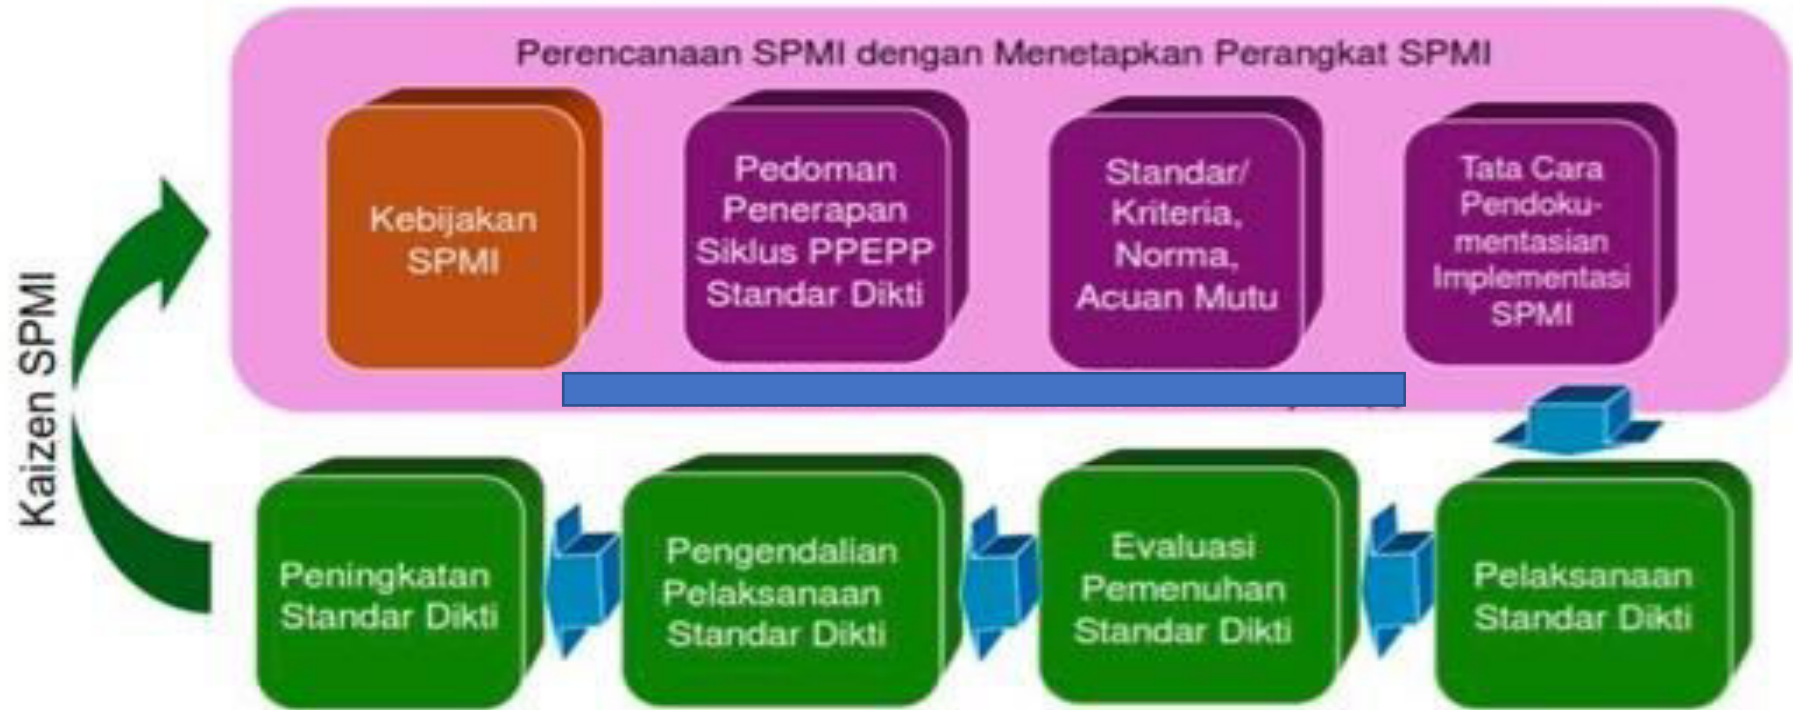 Perencanaan SPMI dengan Menetapkan Perangkat SPMI
Kebijakan
SPMI
Pedoman
Penerapan
Siklus PPEPP
Standar Dikti
Standar/
Kriteria,
Norma,
Acuan Mutu
Tata Cara
Pendoku-
mentasian
Implementasi
SPMI
Kaizen SPMI
Peningkatan
Standar Dikti
Pengendalian
Pelaksanaan
Standar Dikti
Evaluasi
Pemenuhan
Standar Dikti
Pelaksanaan
Standar Dikti